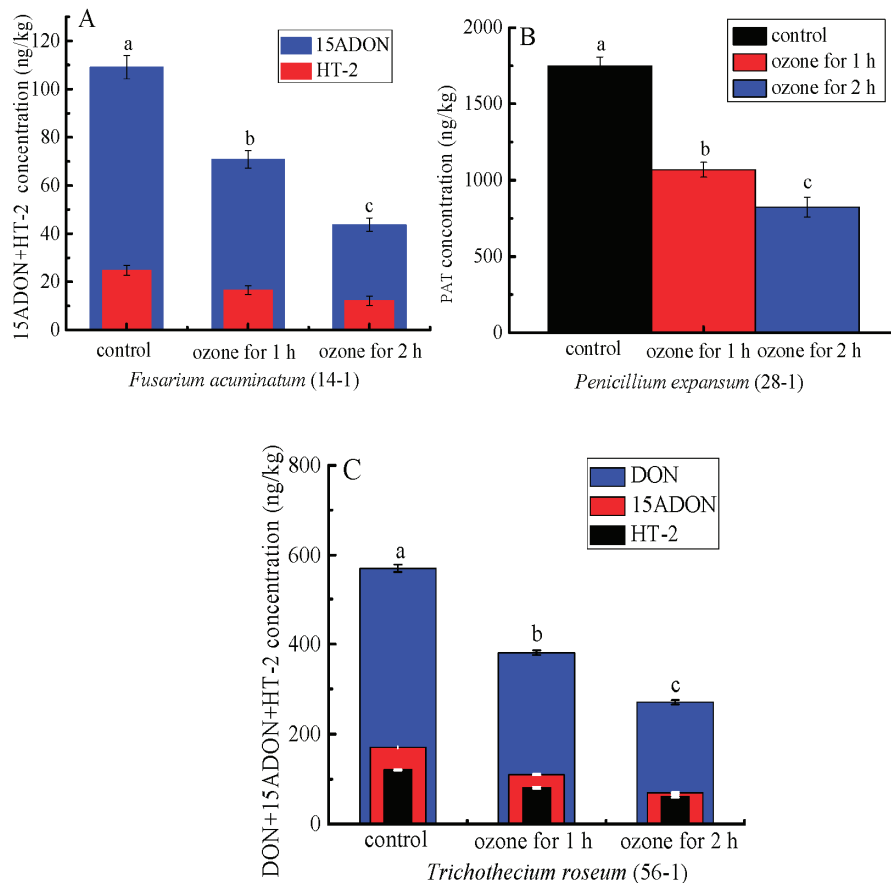 A
15ADON+HT-2 concentration (ng/kg)
120
100
80
60
40
20
0
15ADON
HT-2
a
b
c
control
ozone for 1 h
ozone for 2 h
Fusarium acuminatum (14-1)
B
PAT concentration (ng/kg)
2000
1750
1500
1000
500
0
control
ozone for 1 h
ozone for 2 h
a
b
c
control
ozone for 1 h
ozone for 2 h
Penicillium expansum (28-1)
C
DON+15ADON+HT-2 concentration (ng/kg)
800
600
400
200
0
DON
15ADON
HT-2
a
b
c
control
ozone for 1 h
ozone for 2 h
Trichothecium roseum (56-1)